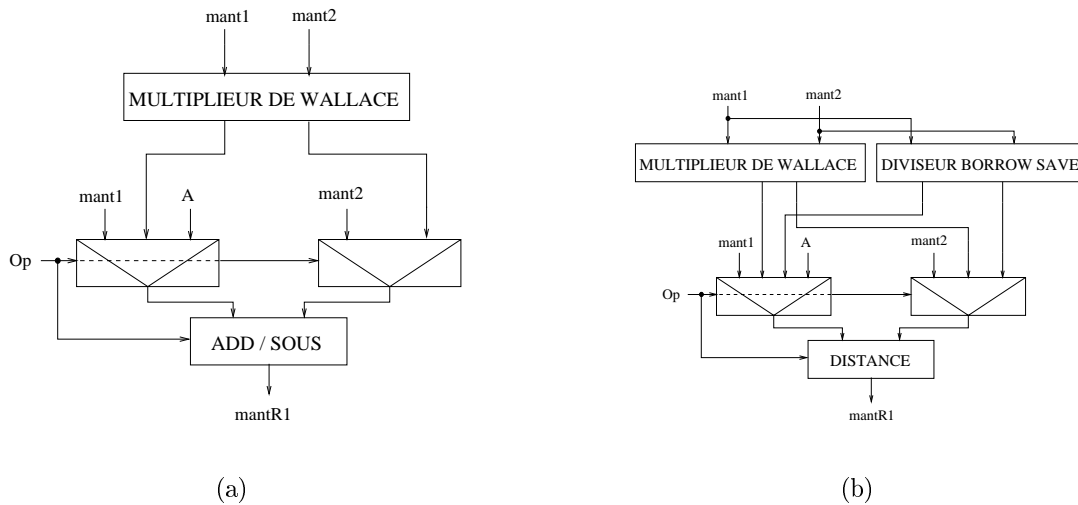 mant1 mant2
MULTIPLIEUR DE WALLACE
mant1 A mant2
Op
ADD / SOUS
mantR1
(a)
mant1 mant2
MULTIPLIEUR DE WALLACE DIVISEUR BORROW SAVE
mant1 A mant2
Op
DISTANCE
mantR1
(b)